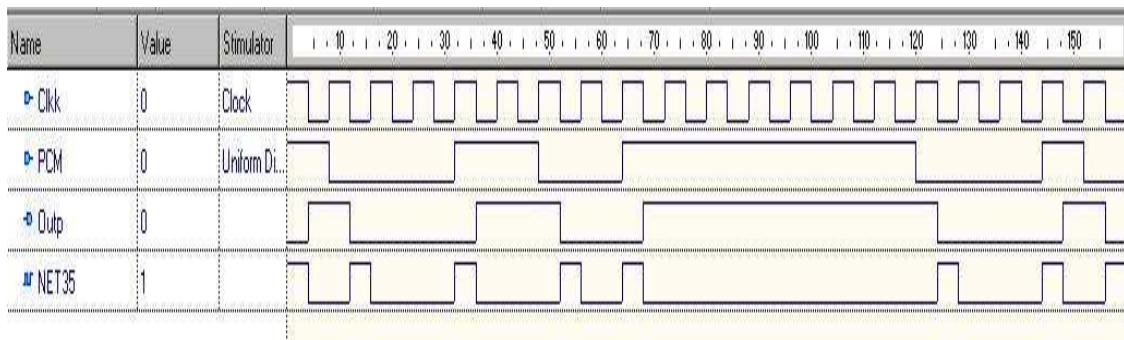 Name Value Stimulator 10 20 30 40 50 60 70 80 90 100 110 120 130 140 150
Clkk 0 Clock
PCM 0 Uniform Di...
Outp 0
NET35 1